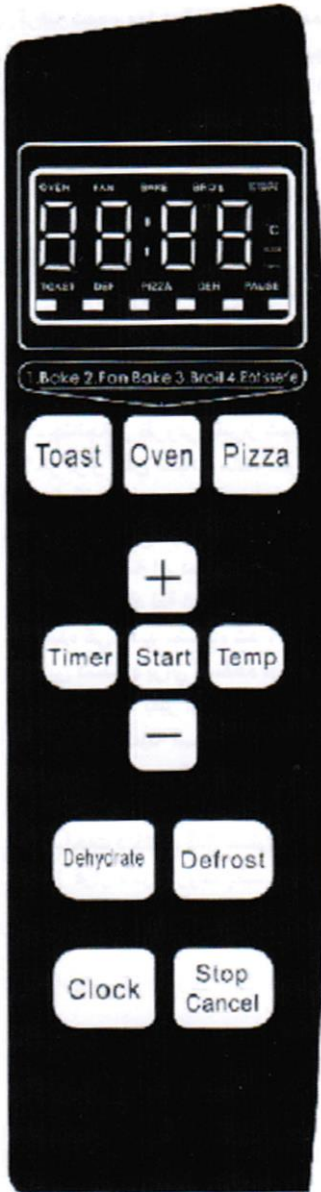 OVEN FAN BAKE BROIL
88:88 °C
TOAST DEF PIZZA DEH PAUSE
1.Bake 2.Fan Bake 3.Broil 4.Rotisserie
Toast Oven Pizza
+
Timer Start Temp
−
Dehydrate Defrost
Clock Stop
Cancel